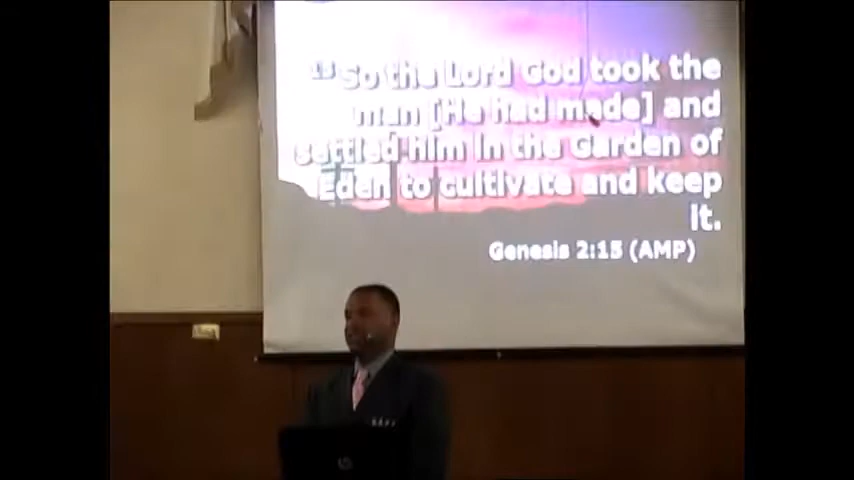 15 So the Lord God took the
man [He had made] and
settled him in the Garden of
Eden to cultivate and keep
it.
Genesis 2:15 (AMP)
hp